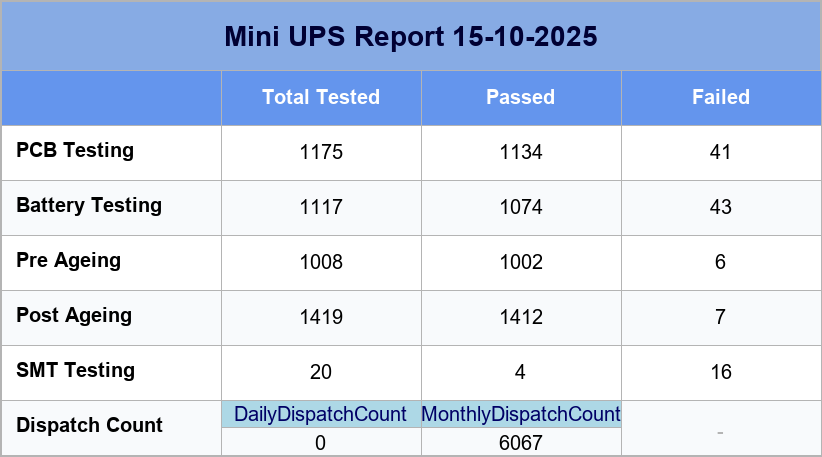 Mini UPS Report 15-10-2025
Total Tested Passed Failed
PCB Testing 1175 1134 41
Battery Testing 1117 1074 43
Pre Ageing 1008 1002 6
Post Ageing 1419 1412 7
SMT Testing 20 4 16
Dispatch Count DailyDispatchCount MonthlyDispatchCount -
0 6067